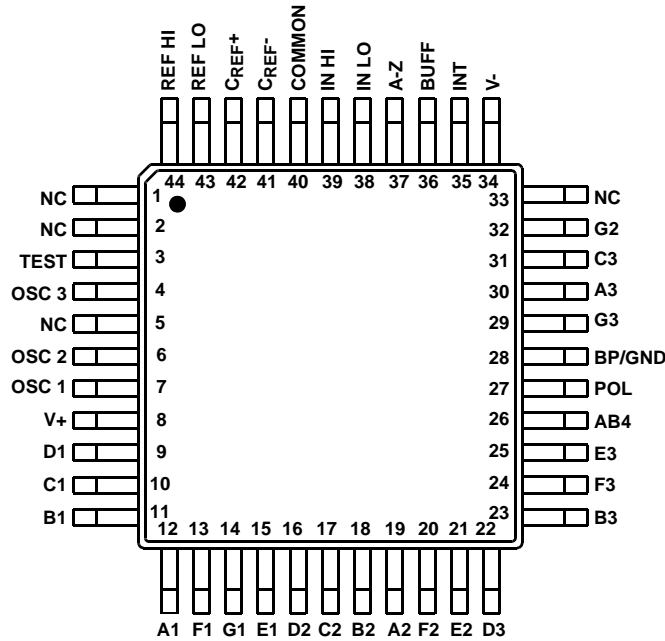 REF HI
REF LO
CREF+
CREF-
COMMON
IN HI
IN LO
A-Z
BUFF
INT
V-
44 43 42 41 40 39 38 37 36 35 34
NC 1 33 NC
NC 2 32 G2
TEST 3 31 C3
OSC 3 4 30 A3
NC 5 29 G3
OSC 2 6 28 BP/GND
OSC 1 7 27 POL
V+ 8 26 AB4
D1 9 25 E3
C1 10 24 F3
B1 11 23 B3
12 13 14 15 16 17 18 19 20 21 22
A1 F1 G1 E1 D2 C2 B2 A2 F2 E2 D3